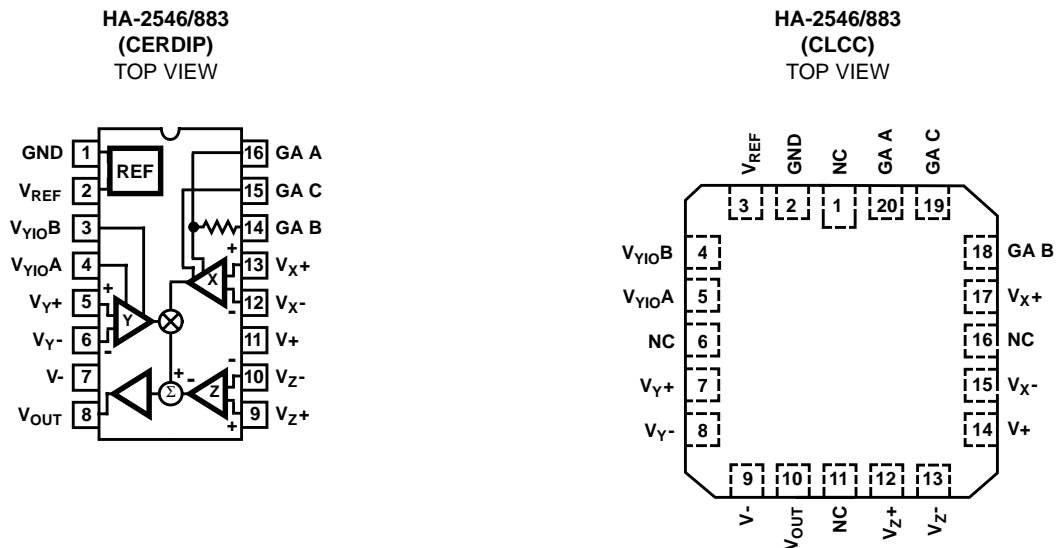 HA-2546/883
(CERDIP)
TOP VIEW
GND 1 REF 16 GA A
VREF 2 15 GA C
VYIOB 3 14 GA B
+
VYIOA 4 X 13 VX+
+
VY+ 5 Y 12 VX-
-
VY- 6 11 V+
-
V- 7 + - - 10 VZ-
Σ Z
VOUT 8 9 VZ+
+
HA-2546/883
(CLCC)
TOP VIEW
VREF GND NC GA A GA C
3 2 1 20 19
VYIOB 4 18 GA B
VYIOA 5 17 VX+
NC 6 16 NC
VY+ 7 15 VX-
VY- 8 14 V+
9 10 11 12 13
V- VOUT NC VZ+ VZ-